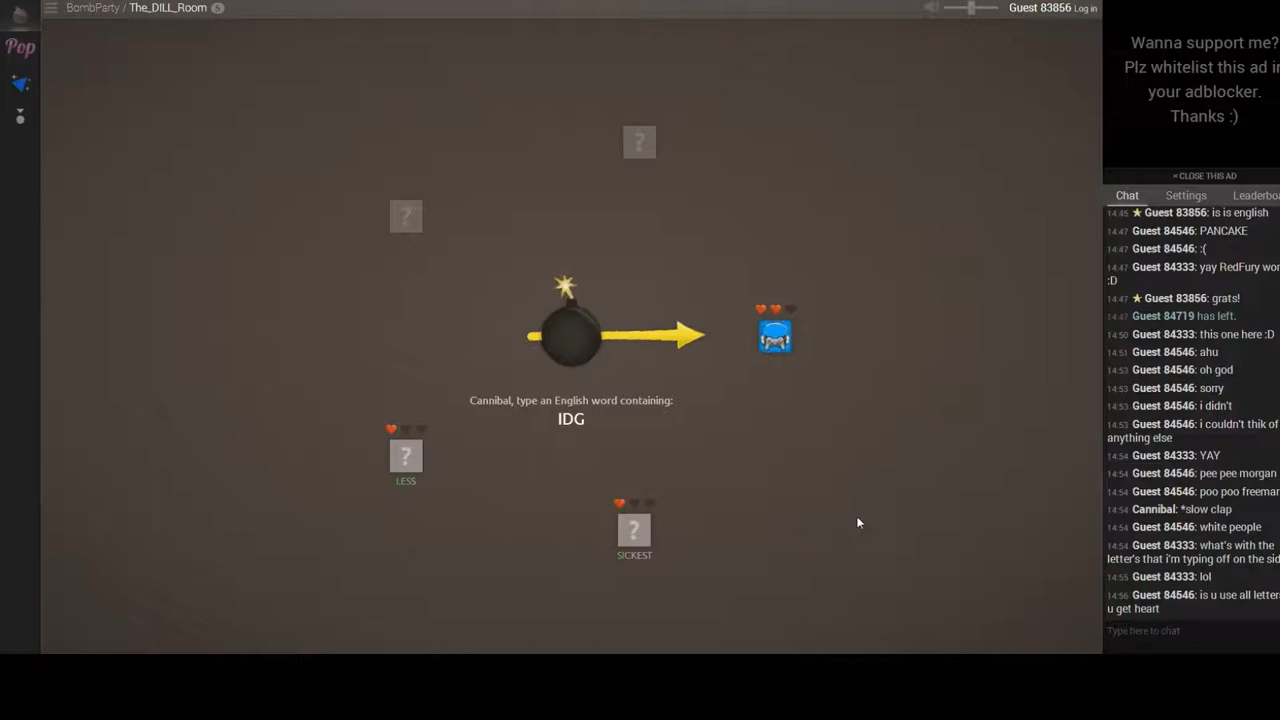 BombParty / The_DILL_Room 5
Guest 83856 Log in
Pop
Wanna support me?
Plz whitelist this ad in
your adblocker.
Thanks :)
× CLOSE THIS AD
Chat Settings Leaderboa
14:45 ★ Guest 83856: is is english
14:47 Guest 84546: PANCAKE
14:47 Guest 84546: :(
14:47 Guest 84333: yay RedFury wor
:D
14:47 ★ Guest 83856: grats!
14:47 Guest 84719 has left.
14:50 Guest 84333: this one here :D
14:51 Guest 84546: ahu
14:53 Guest 84546: oh god
14:53 Guest 84546: sorry
14:53 Guest 84546: i didn't
14:53 Guest 84546: i couldn't thik of
anything else
14:54 Guest 84333: YAY
14:54 Guest 84546: pee pee morgan
14:54 Guest 84546: poo poo freeman
14:54 Cannibal: *slow clap
14:54 Guest 84546: white people
14:54 Guest 84333: what's with the
letter's that i'm typing off on the sid
14:55 Guest 84333: lol
14:56 Guest 84546: is u use all letter
u get heart
Type here to chat
?
?
Cannibal, type an English word containing:
IDG
?
LESS
?
SICKEST